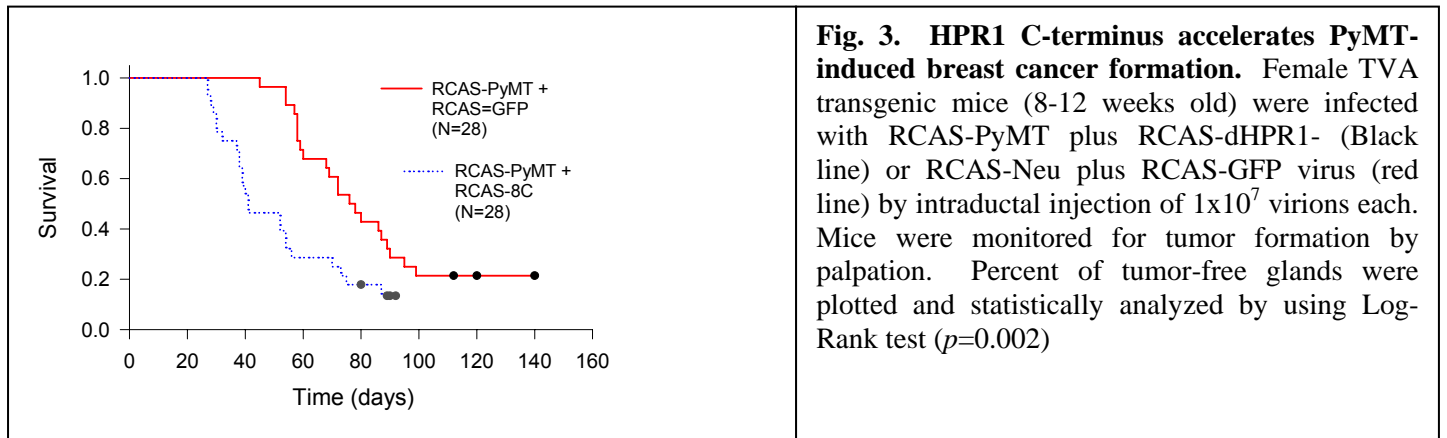 1.0
0.8
0.6
0.4
0.2
0.0
Survival
0 20 40 60 80 100 120 140 160
Time (days)
RCAS-PyMT +
RCAS=GFP
(N=28)
RCAS-PyMT +
RCAS-8C
(N=28)
Fig. 3. HPR1 C-terminus accelerates PyMT-
induced breast cancer formation. Female TVA
transgenic mice (8-12 weeks old) were infected
with RCAS-PyMT plus RCAS-dHPR1- (Black
line) or RCAS-Neu plus RCAS-GFP virus (red
line) by intraductal injection of 1x10⁷ virions each.
Mice were monitored for tumor formation by
palpation. Percent of tumor-free glands were
plotted and statistically analyzed by using Log-
Rank test (p=0.002)